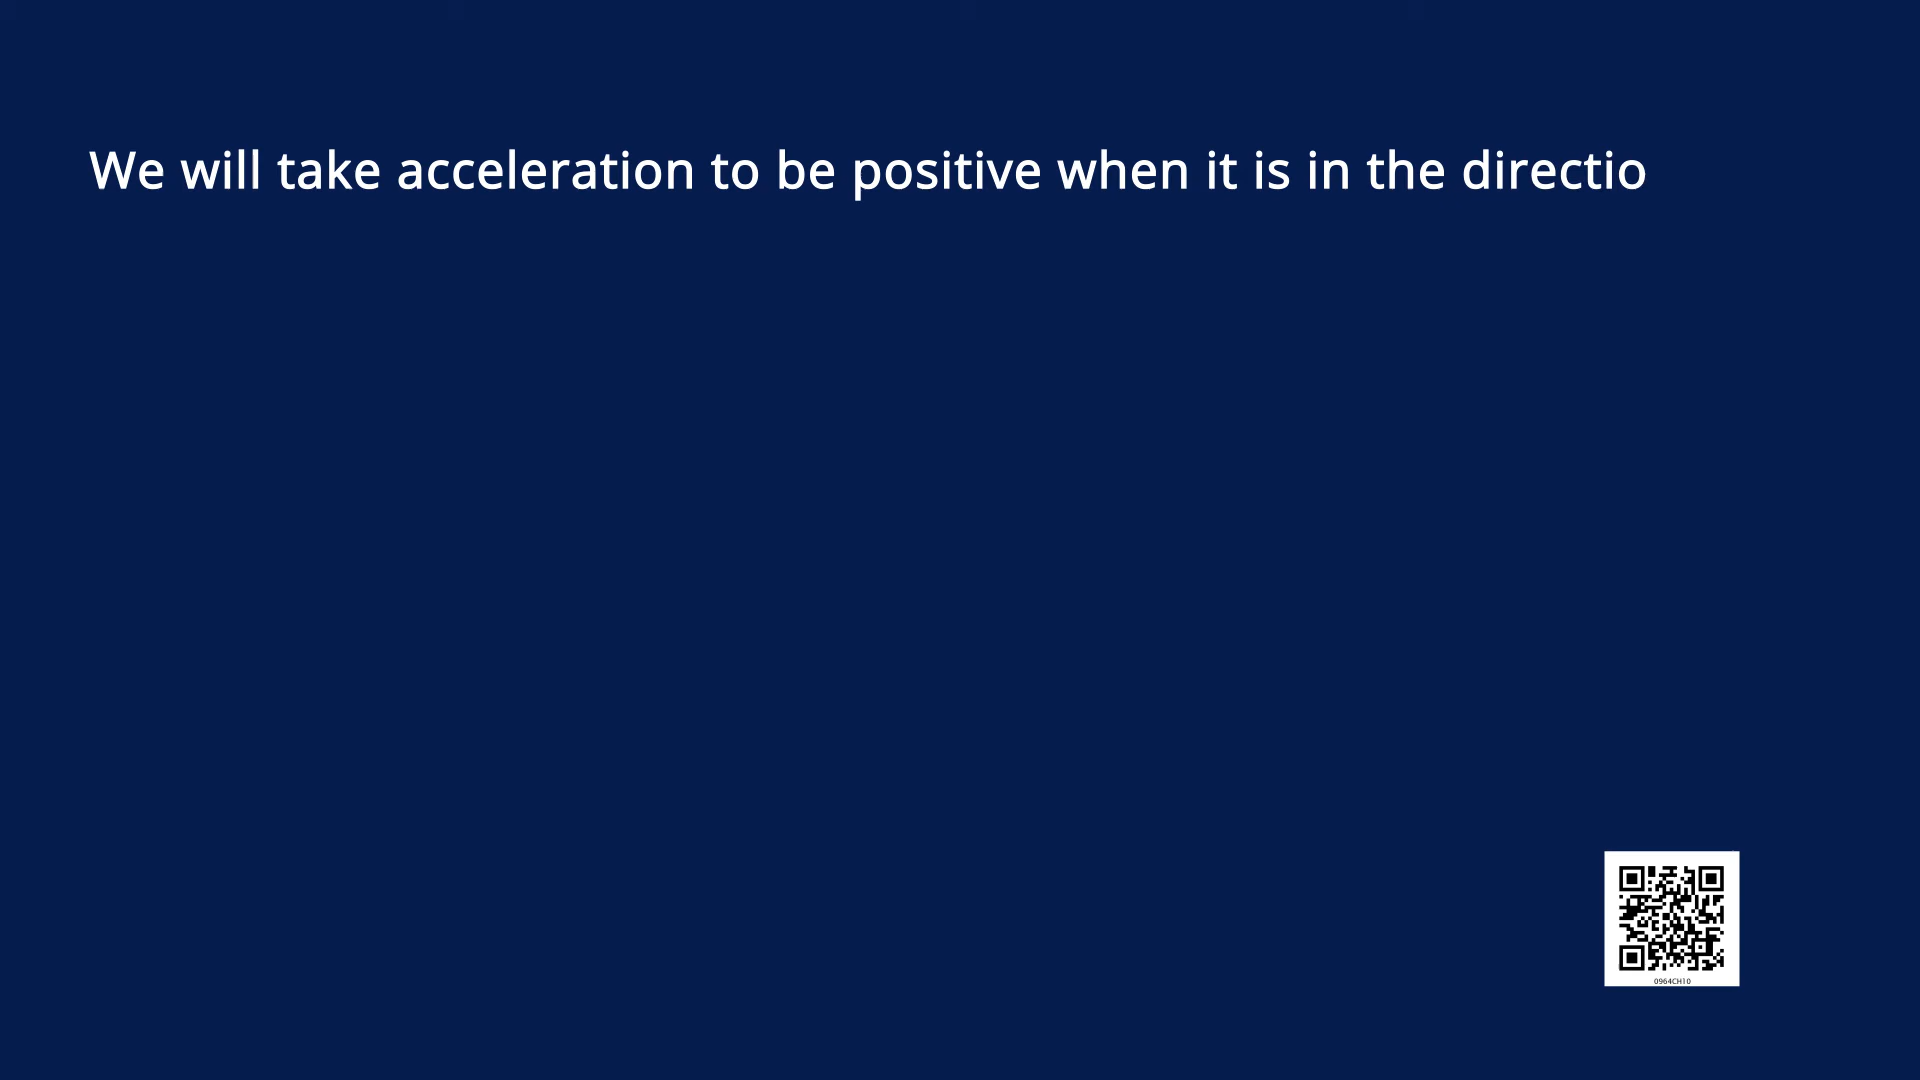 We will take acceleration to be positive when it is in the directio
0964CH10